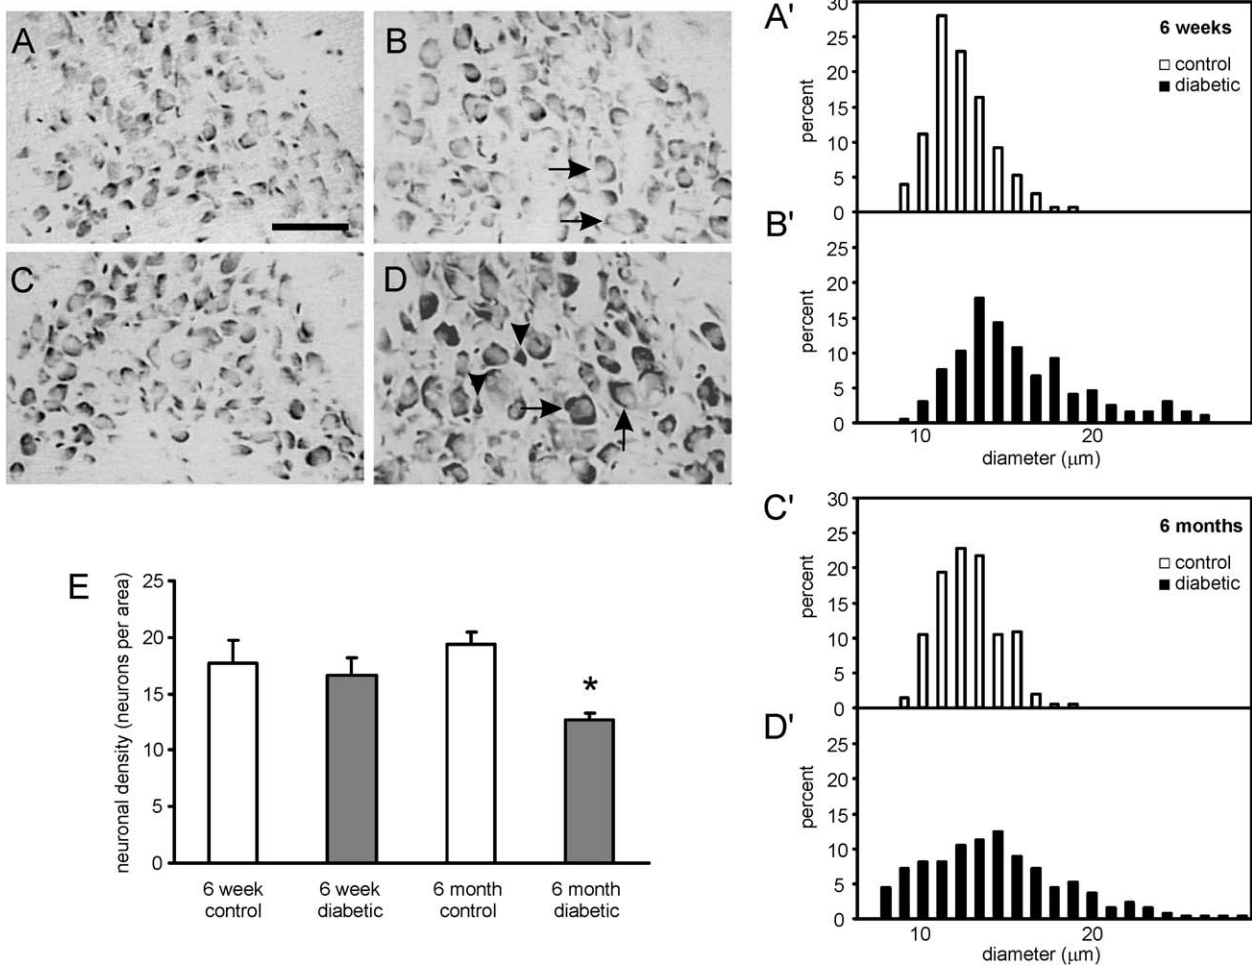 A
B
C
D
A'
30
25
20
15
10
5
0
percent
6 weeks
control
diabetic
B'
25
20
15
10
5
0
percent
10 20
diameter (μm)
C'
30
25
20
15
10
5
0
percent
6 months
control
diabetic
D'
25
20
15
10
5
0
percent
10 20
diameter (μm)
E
neuronal density (neurons per area)
25
20
15
10
5
0
*
6 week
control
6 week
diabetic
6 month
control
6 month
diabetic